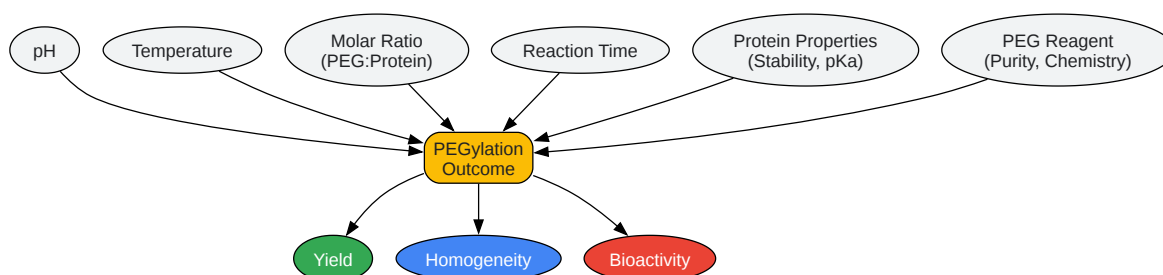 pH
Temperature
Molar Ratio
(PEG:Protein)
Reaction Time
Protein Properties
(Stability, pKa)
PEG Reagent
(Purity, Chemistry)
PEGylation
Outcome
Yield
Homogeneity
Bioactivity